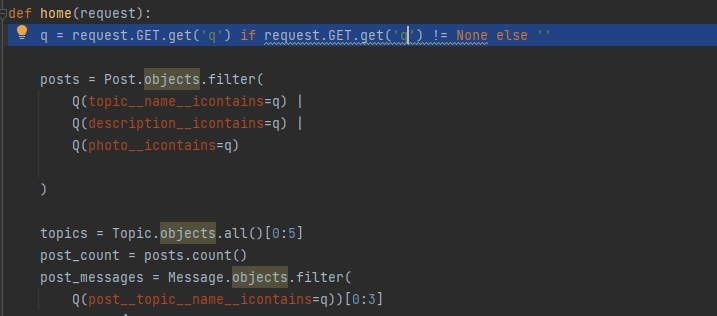 def home(request):
    q = request.GET.get('q') if request.GET.get('q') != None else ''
    posts = Post.objects.filter(
        Q(topic__name__icontains=q) |
        Q(description__icontains=q) |
        Q(photo__icontains=q)
    )
    topics = Topic.objects.all()[0:5]
    post_count = posts.count()
    post_messages = Message.objects.filter(
        Q(post__topic__name__icontains=q))[0:3]